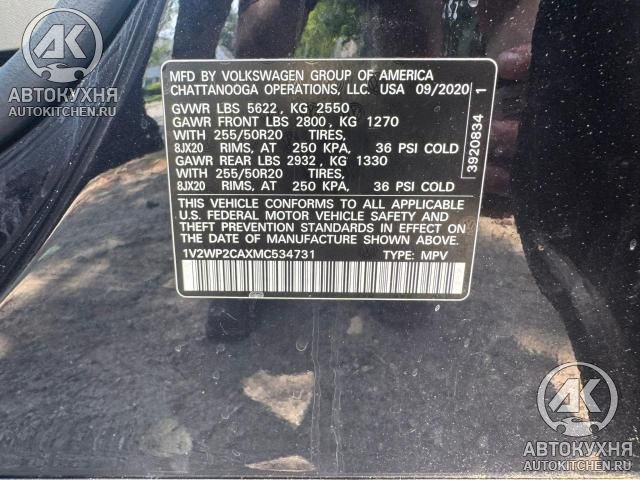 MFD BY VOLKSWAGEN GROUP OF AMERICA
CHATTANOOGA OPERATIONS, LLC. USA 09/2020
GVWR LBS 5622, KG 2550
GAWR FRONT LBS 2800, KG 1270
WITH 255/50R20 TIRES,
8JX20 RIMS, AT 250 KPA, 36 PSI COLD
GAWR REAR LBS 2932, KG 1330
WITH 255/50R20 TIRES,
8JX20 RIMS, AT 250 KPA, 36 PSI COLD
THIS VEHICLE CONFORMS TO ALL APPLICABLE
U.S. FEDERAL MOTOR VEHICLE SAFETY AND
THEFT PREVENTION STANDARDS IN EFFECT
ON THE DATE OF MANUFACTURE SHOWN ABOVE.
1V2WP2CAXMC534731 TYPE: MPV
3920834 1
АК
АВТОКУХНЯ
AUTOKITCHEN.RU
АК
АВТОКУХНЯ
AUTOKITCHEN.RU